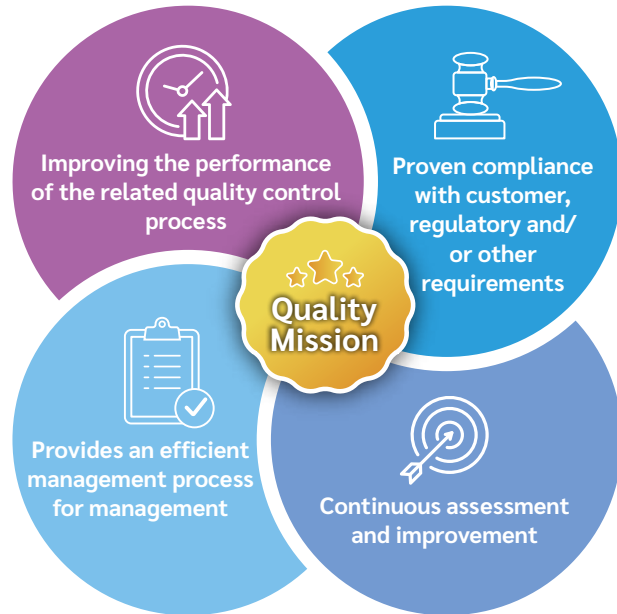 Improving the performance
of the related quality control
process
Proven compliance
with customer,
regulatory and/
or other
requirements
Quality
Mission
Provides an efficient
management process
for management
Continuous assessment
and improvement